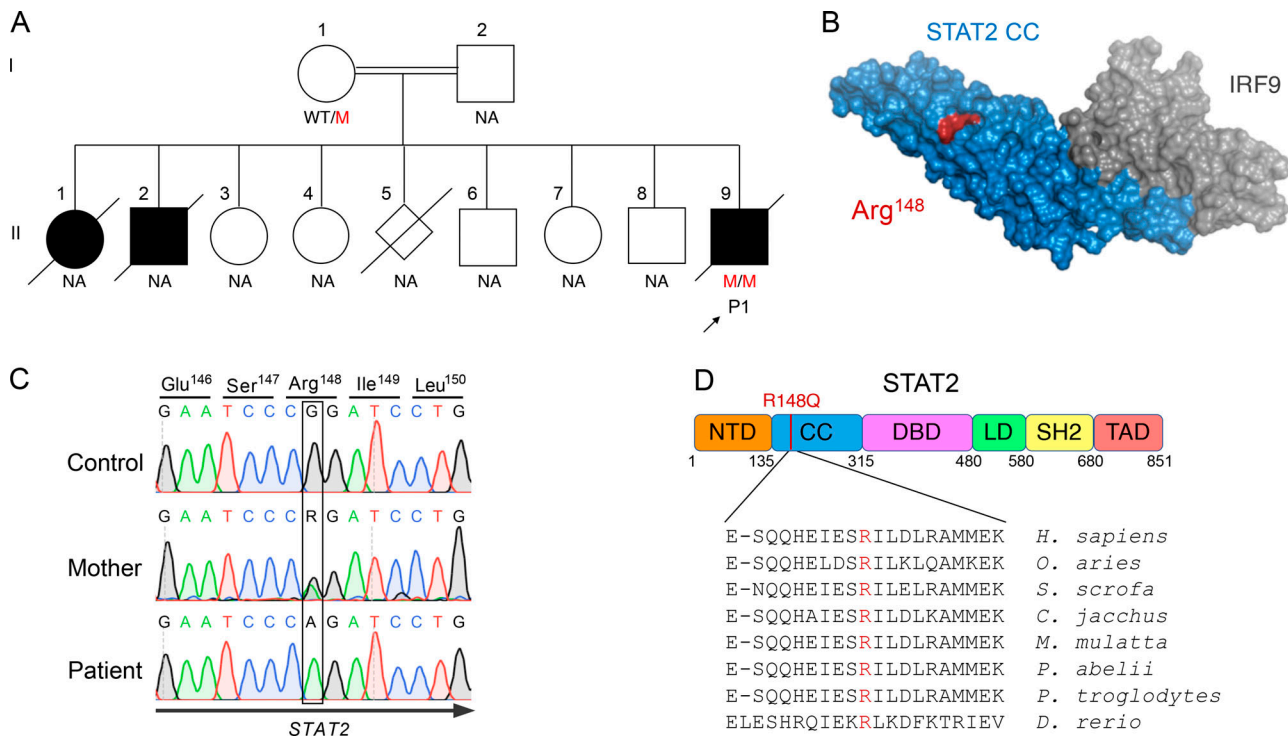 A
1
2
I
WT/M
NA
1
2
3
4
5
6
7
8
9
II
NA
NA
NA
NA
NA
NA
NA
NA
M/M
P1
B
STAT2 CC
IRF9
Arg148
C
Glu146 Ser147 Arg148 Ile149 Leu150
G A A T C C C G G A T C C T G
Control
G A A T C C C R G A T C C T G
Mother
G A A T C C C A G A T C C T G
Patient
STAT2
D
STAT2
R148Q
NTD CC DBD LD SH2 TAD
1 135 315 480 580 680 851
E-SQQHEIESRILDLRAMMEK H. sapiens
E-SQQHELDSRILKLQAMKEK O. aries
E-NQQHEIESRILELRAMMEK S. scrofa
E-SQQHAIESRILDLKAMMEK C. jacchus
E-SQQHEIESRILDLKAMMEK M. mulatta
E-SQQHEIESRILDLRAMMEK P. abelii
E-SQQHEIESRILDLRAMMEK P. troglodytes
ELESHRQIEKRLKDFKTRIEV D. rerio